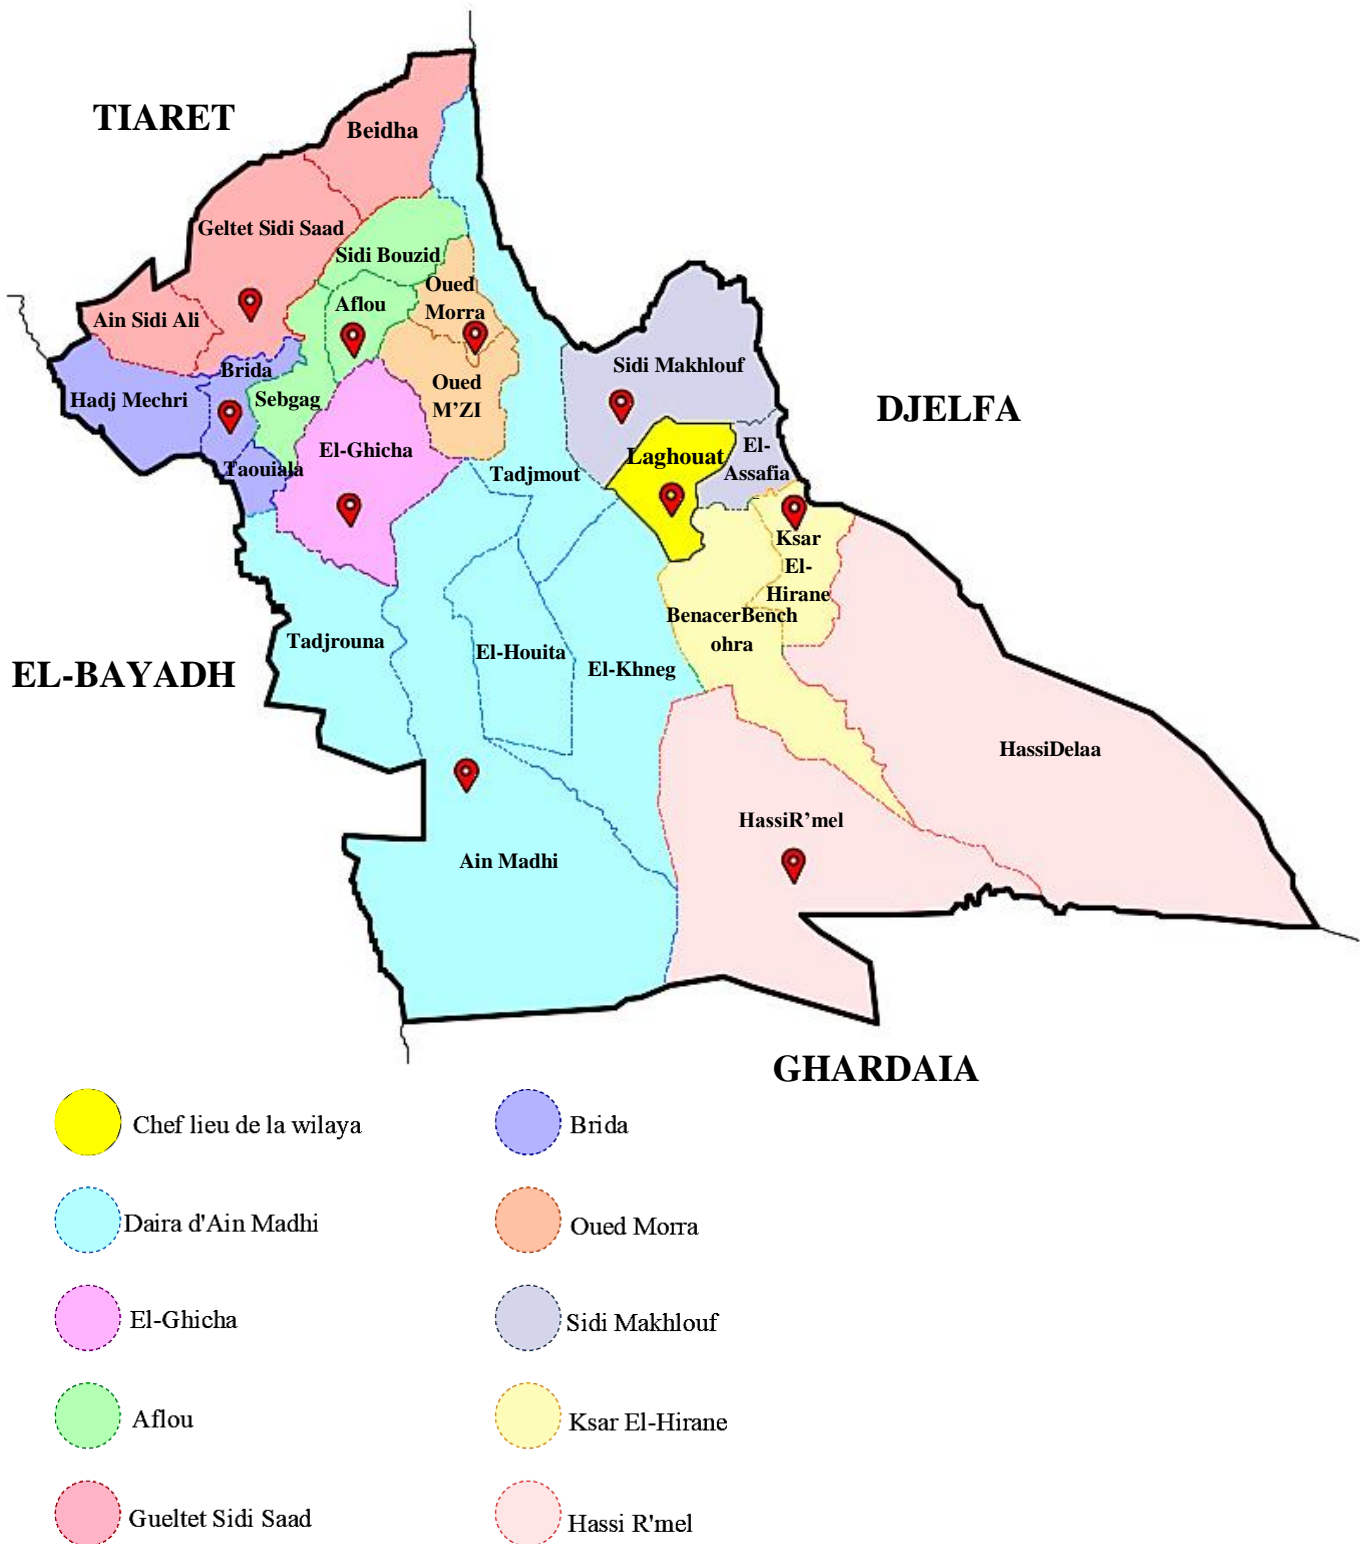 TIARET
Beidha
Geltet Sidi Saad
Sidi Bouzid
Oued
Morra
Aflou
Ain Sidi Ali
Brida
Hadj Mechri
Sebgag
Oued
M’ZI
Sidi Makhlouf
DJELFA
El-Ghicha
Taouiala
Tadjmout
Laghouat
El-
Assafia
Ksar
El-
Hirane
BenacerBench
ohra
Tadjrouna
El-Houita
El-Khneg
EL-BAYADH
HassiDelaa
HassiR’mel
Ain Madhi
GHARDAIA
Chef lieu de la wilaya
Brida
Daira d'Ain Madhi
Oued Morra
El-Ghicha
Sidi Makhlouf
Aflou
Ksar El-Hirane
Gueltet Sidi Saad
Hassi R'mel